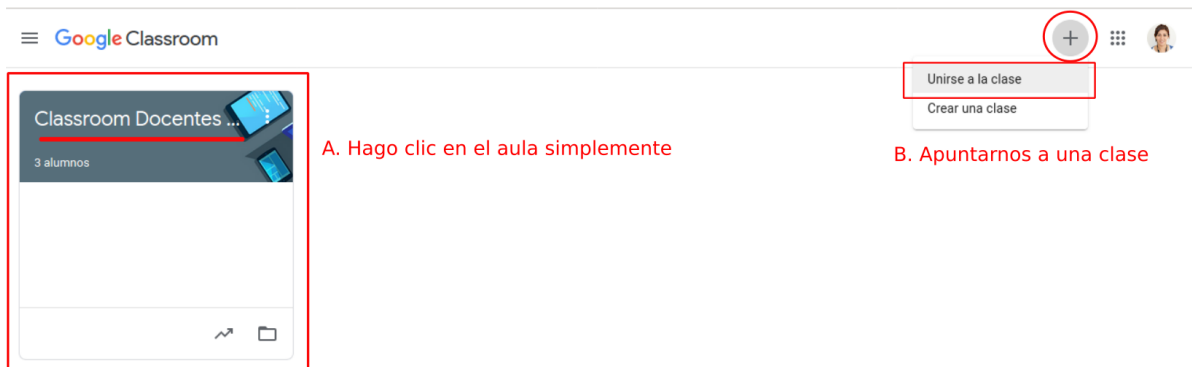 Google Classroom
Unirse a la clase
Crear una clase
Classroom Docentes ...
3 alumnos
A. Hago clic en el aula simplemente
B. Apuntarnos a una clase